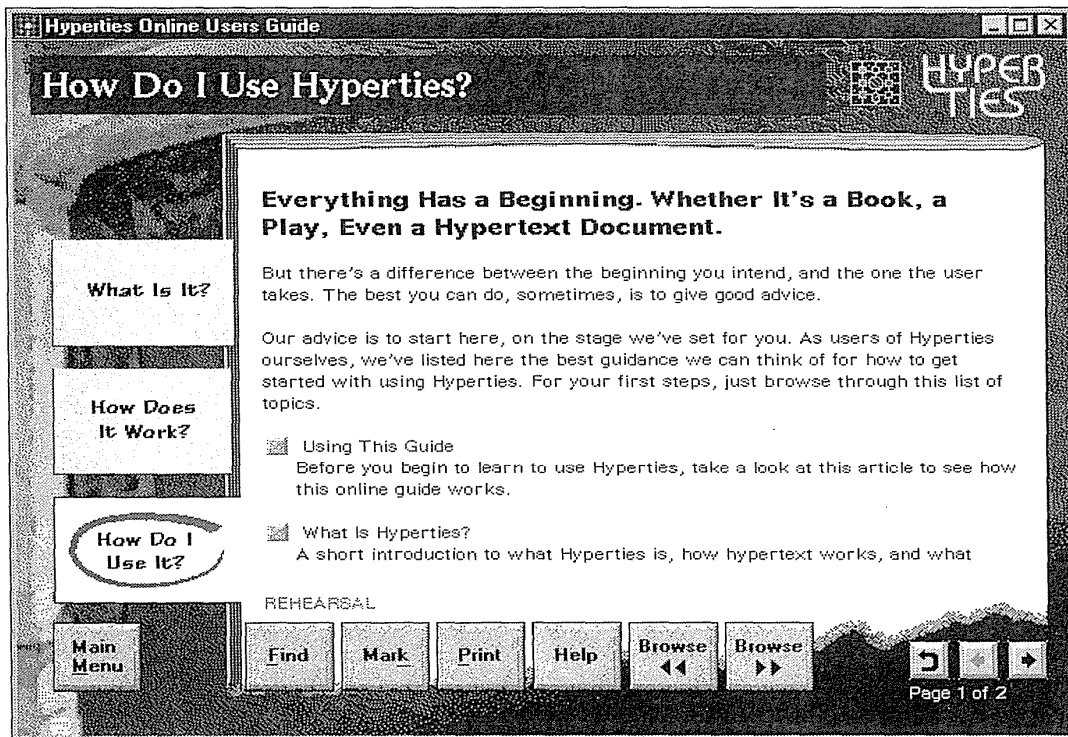 Hyperties Online Users Guide
How Do I Use Hyperties?
HYPER
TIES
Everything Has a Beginning. Whether It's a Book, a
Play, Even a Hypertext Document.
But there's a difference between the beginning you intend, and the one the user
takes. The best you can do, sometimes, is to give good advice.
Our advice is to start here, on the stage we've set for you. As users of Hyperties
ourselves, we've listed here the best guidance we can think of for how to get
started with using Hyperties. For your first steps, just browse through this list of
topics.
Using This Guide
Before you begin to learn to use Hyperties, take a look at this article to see how
this online guide works.
What Is Hyperties?
A short introduction to what Hyperties is, how hypertext works, and what
REHEARSAL
What Is It?
How Does
It Work?
How Do I
Use It?
Main
Menu
Find
Mark
Print
Help
Browse
Browse
Page 1 of 2